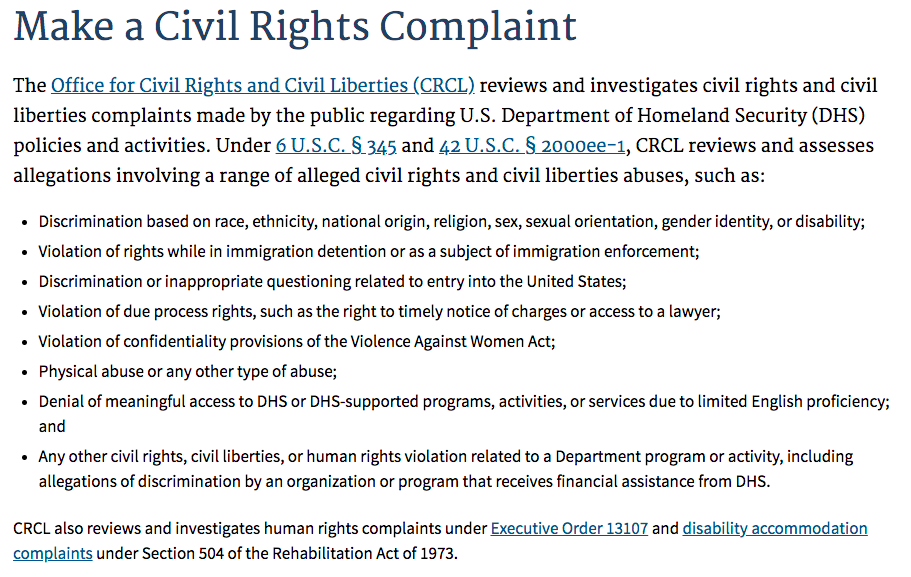 Make a Civil Rights Complaint
The Office for Civil Rights and Civil Liberties (CRCL) reviews and investigates civil rights and civil
liberties complaints made by the public regarding U.S. Department of Homeland Security (DHS)
policies and activities. Under 6 U.S.C. § 345 and 42 U.S.C. § 2000ee-1, CRCL reviews and assesses
allegations involving a range of alleged civil rights and civil liberties abuses, such as:
• Discrimination based on race, ethnicity, national origin, religion, sex, sexual orientation, gender identity, or disability;
• Violation of rights while in immigration detention or as a subject of immigration enforcement;
• Discrimination or inappropriate questioning related to entry into the United States;
• Violation of due process rights, such as the right to timely notice of charges or access to a lawyer;
• Violation of confidentiality provisions of the Violence Against Women Act;
• Physical abuse or any other type of abuse;
• Denial of meaningful access to DHS or DHS-supported programs, activities, or services due to limited English proficiency;
and
• Any other civil rights, civil liberties, or human rights violation related to a Department program or activity, including
allegations of discrimination by an organization or program that receives financial assistance from DHS.
CRCL also reviews and investigates human rights complaints under Executive Order 13107 and disability accommodation
complaints under Section 504 of the Rehabilitation Act of 1973.